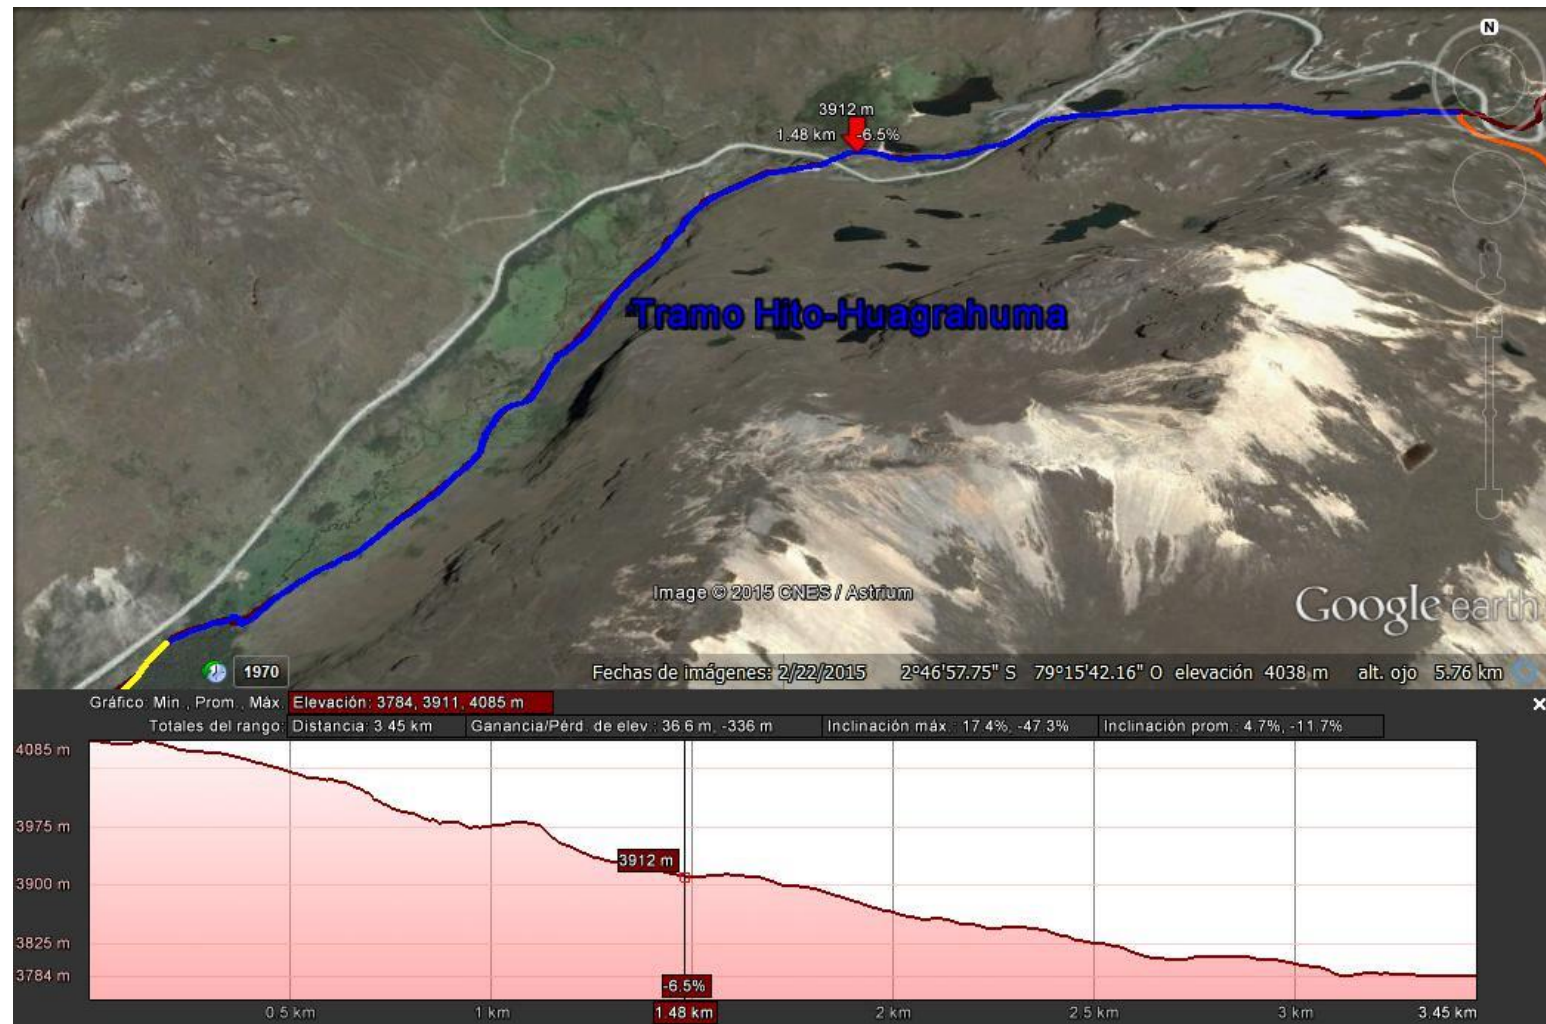 N
3912 m
1.48 km -6.5%
Tramo Hito-Huagrahuma
Image © 2015 CNES / Astrium
Google earth
1970
Fechas de imágenes: 2/22/2015 2°46'57.75" S 79°15'42.16" O elevación 4038 m alt. ojo 5.76 km
Gráfico: Mín., Prom., Máx. Elevación: 3784, 3911, 4085 m
Totales del rango: Distancia: 3.45 km Ganancia/Pérd. de elev.: 36.6 m, -336 m Inclinación máx.: 17.4%, -47.3% Inclinación prom.: 4.7%, -11.7%
4085 m
3975 m
3912 m
3900 m
3825 m
3784 m
-6.5%
0.5 km 1 km 1.48 km 2 km 2.5 km 3 km 3.45 km